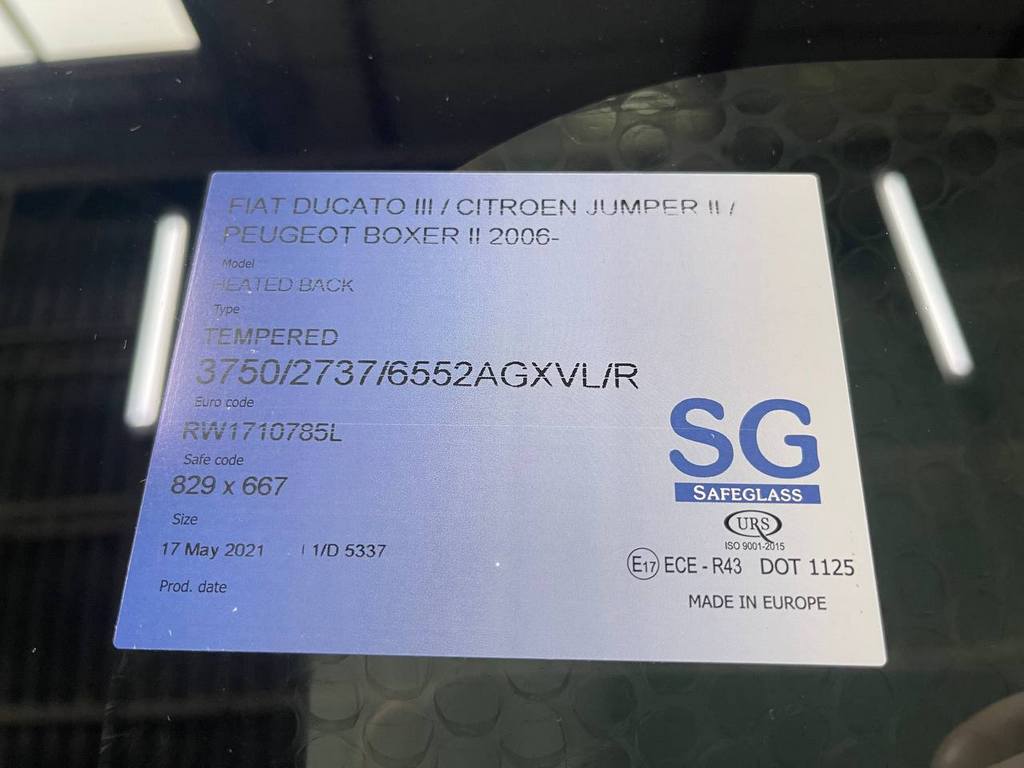 FIAT DUCATO III / CITROEN JUMPER II /
PEUGEOT BOXER II 2006-
Model
HEATED BACK
Type
TEMPERED
3750/2737/6552AGXVL/R
Euro code
RW1710785L
Safe code
829 x 667
Size
17 May 2021 | 1/D 5337
Prod. date
SG
SAFEGLASS
URS
ISO 9001-2015
E17 ECE - R43 DOT 1125
MADE IN EUROPE